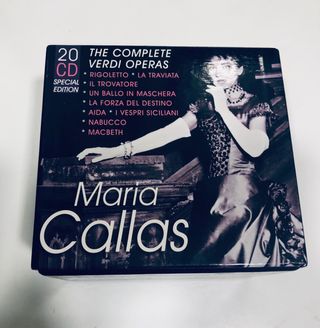 20
CD
SPECIAL
EDITION
THE COMPLETE
VERDI OPERAS
• RIGOLETTO • LA TRAVIATA
• IL TROVATORE
• UN BALLO IN MASCHERA
• LA FORZA DEL DESTINO
• AIDA • I VESPRI SICILIANI
• NABUCCO
• MACBETH
Maria
Callas